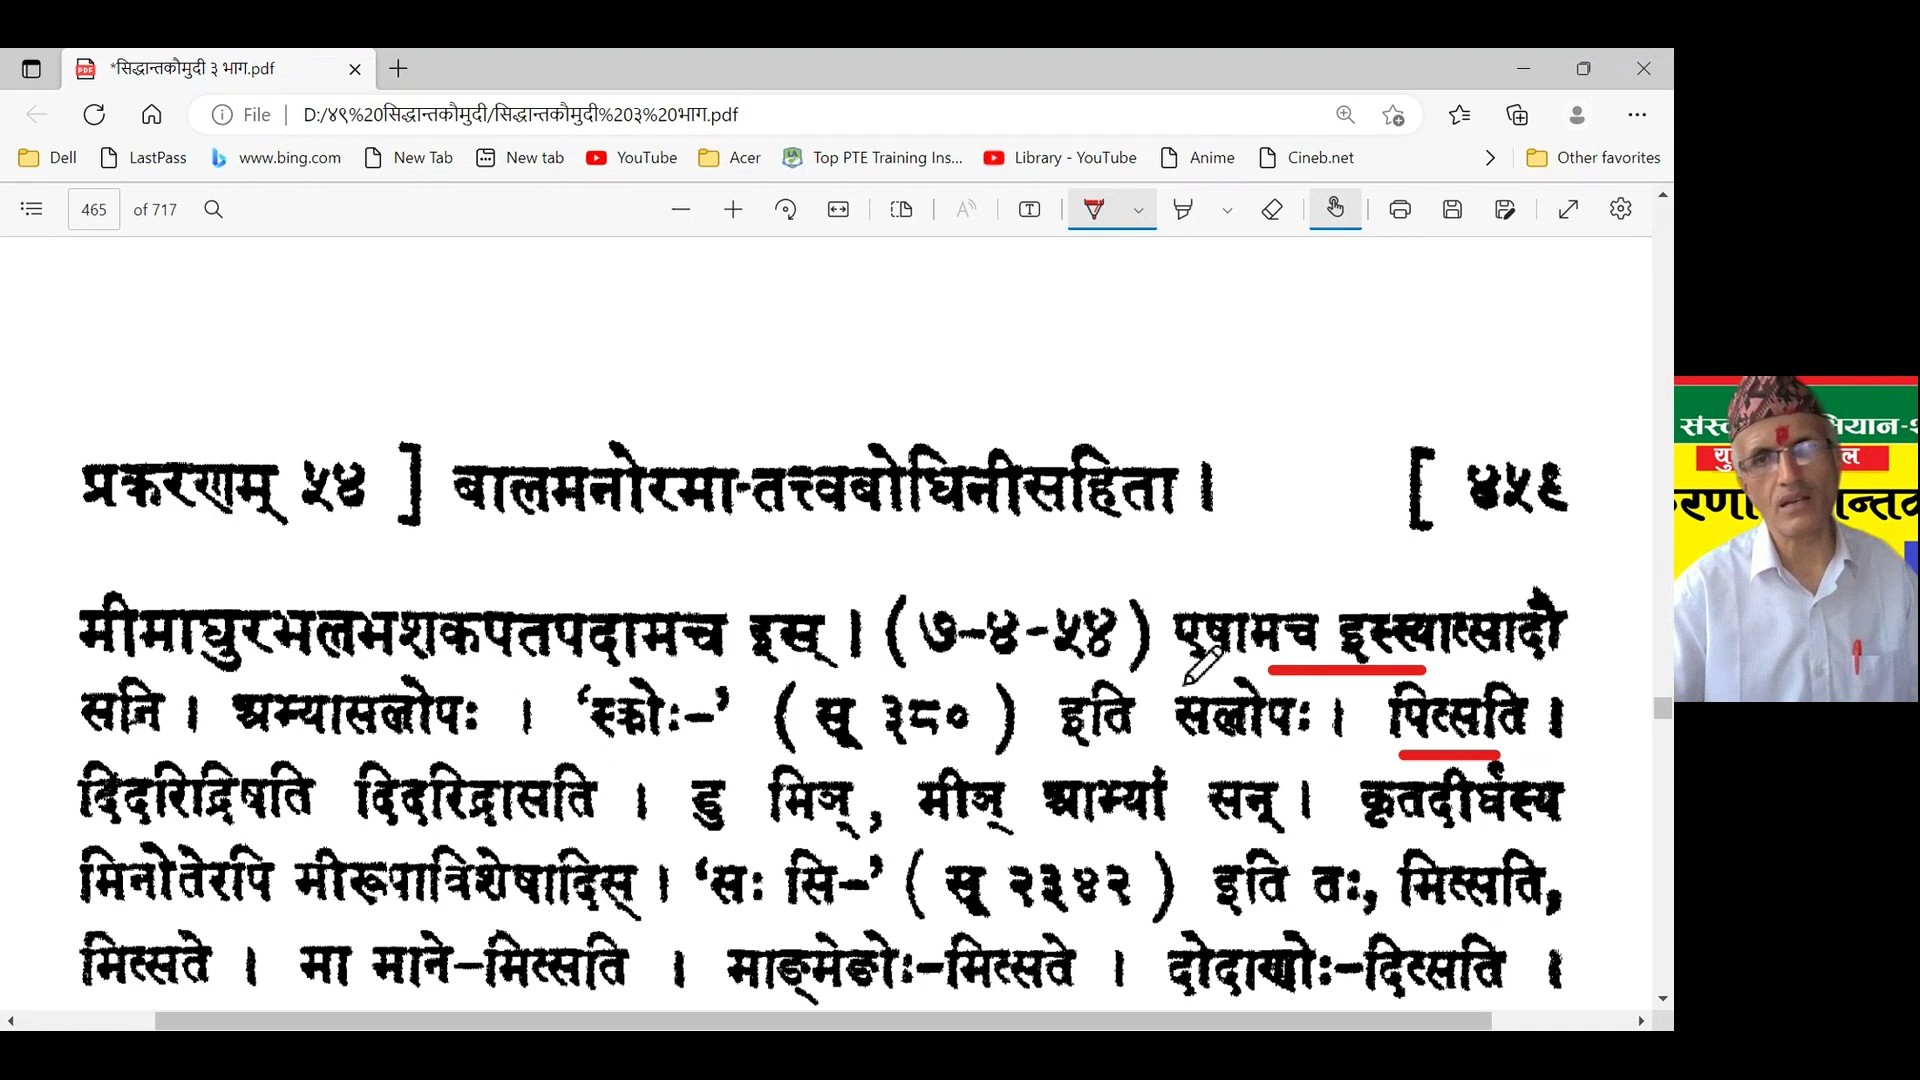 *सिद्धान्तकौमुदी ३ भाग.pdf
File D:/४९%20सिद्धान्तकौमुदी/सिद्धान्तकौमुदी%20३%20भाग.pdf
Dell LastPass www.bing.com New Tab New tab YouTube Acer Top PTE Training Ins... Library - YouTube Anime Cineb.net Other favorites
465 of 717
प्रकरणम् ५४ ] बालमनोरमा-तत्त्वबोधिनीसहिता । [ ४५९
मीमाघुरभलभशकपतपदामच इस् । (७-४-५४) एषामच इस्स्यात्सादौ
सनि । अभ्यासलोपः । ‘स्कोः-’ ( सू ३८० ) इति सलोपः । पित्सति ।
दिदरिद्रिषति दिदरिद्रासति । डु मिञ्, मीञ् आभ्यां सन् । कृतदीर्घस्य
मिनोतेरपि मीरूपाविशेषादिस् । ‘सः सि-’ ( सू २३४२ ) इति तः, मित्सति,
मित्सते । मा माने-मित्सति । माङ्मेङोः-मित्सते । दोदाणोः-दित्सति ।